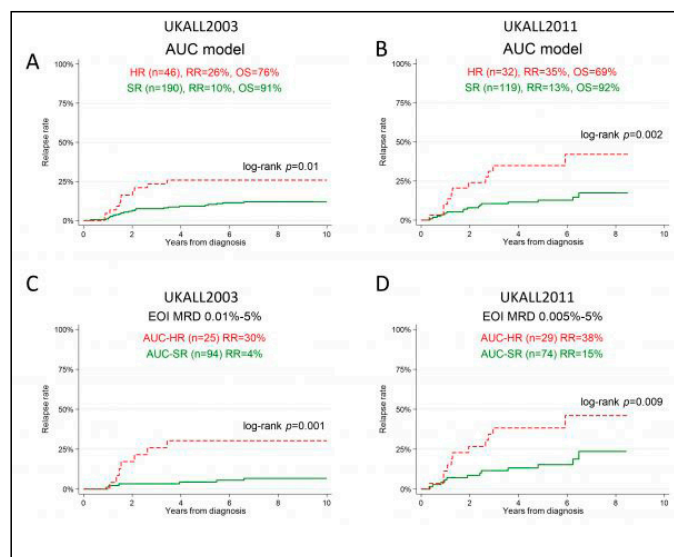 UKALL2003
AUC model
A
HR (n=46), RR=26%, OS=76%
SR (n=190), RR=10%, OS=91%
100%
75%
50%
25%
0%
Relapse rate
log-rank p=0.01
0 2 4 6 8 10
Years from diagnosis
UKALL2011
AUC model
B
HR (n=32), RR=35%, OS=69%
SR (n=119), RR=13%, OS=92%
100%
75%
50%
25%
0%
Relapse rate
log-rank p=0.002
0 2 4 6 8 10
Years from diagnosis
C
UKALL2003
EOI MRD 0.01%-5%
AUC-HR (n=25) RR=30%
AUC-SR (n=94) RR=4%
100%
75%
50%
25%
0%
Relapse rate
log-rank p=0.001
0 2 4 6 8 10
Years from diagnosis
D
UKALL2011
EOI MRD 0.005%-5%
AUC-HR (n=29) RR=38%
AUC-SR (n=74) RR=15%
100%
75%
50%
25%
0%
Relapse rate
log-rank p=0.009
0 2 4 6 8 10
Years from diagnosis